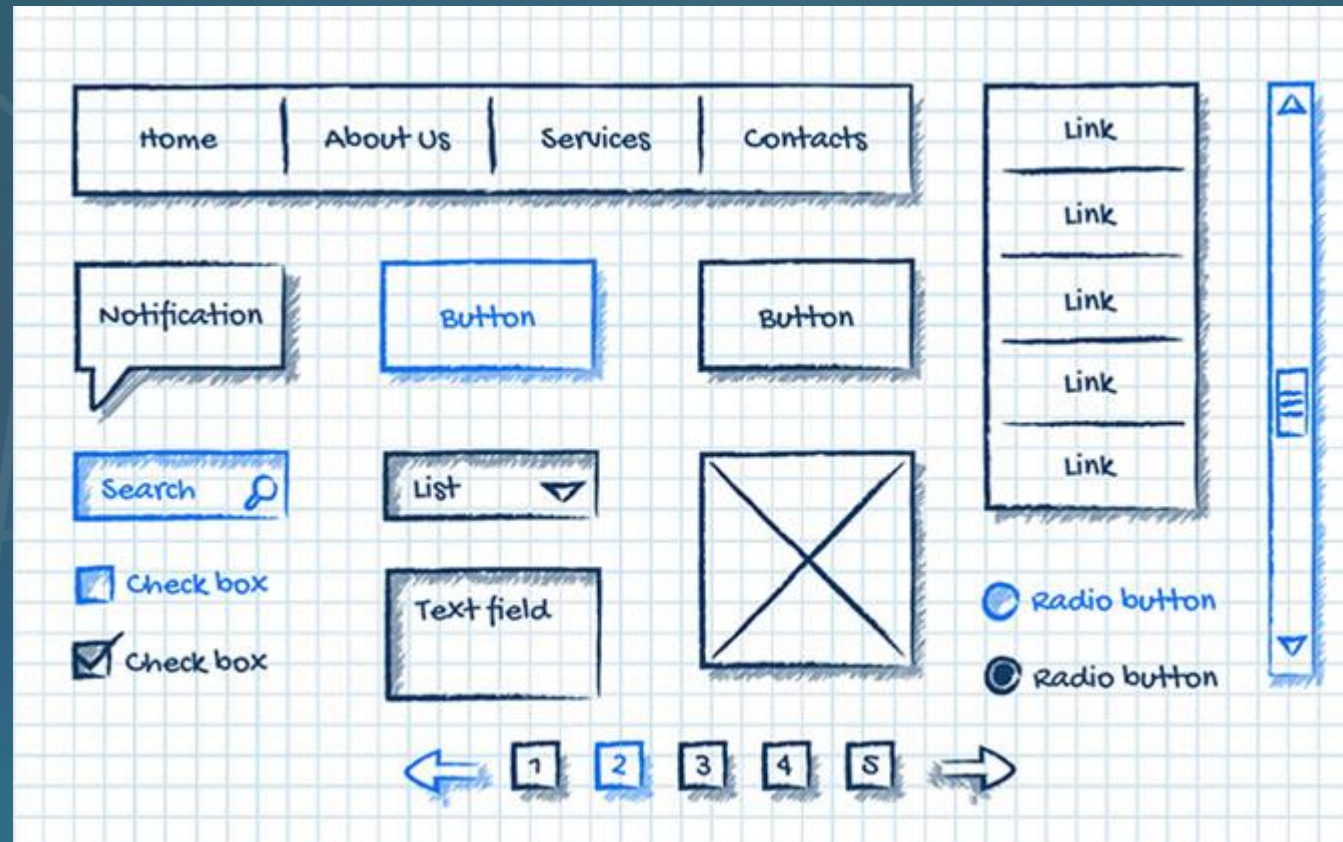 Home About Us Services Contacts
Notification
Button
Button
Search
List
Check box
Check box
Text field
Link
Link
Link
Link
Link
Radio button
Radio button
1 2 3 4 5